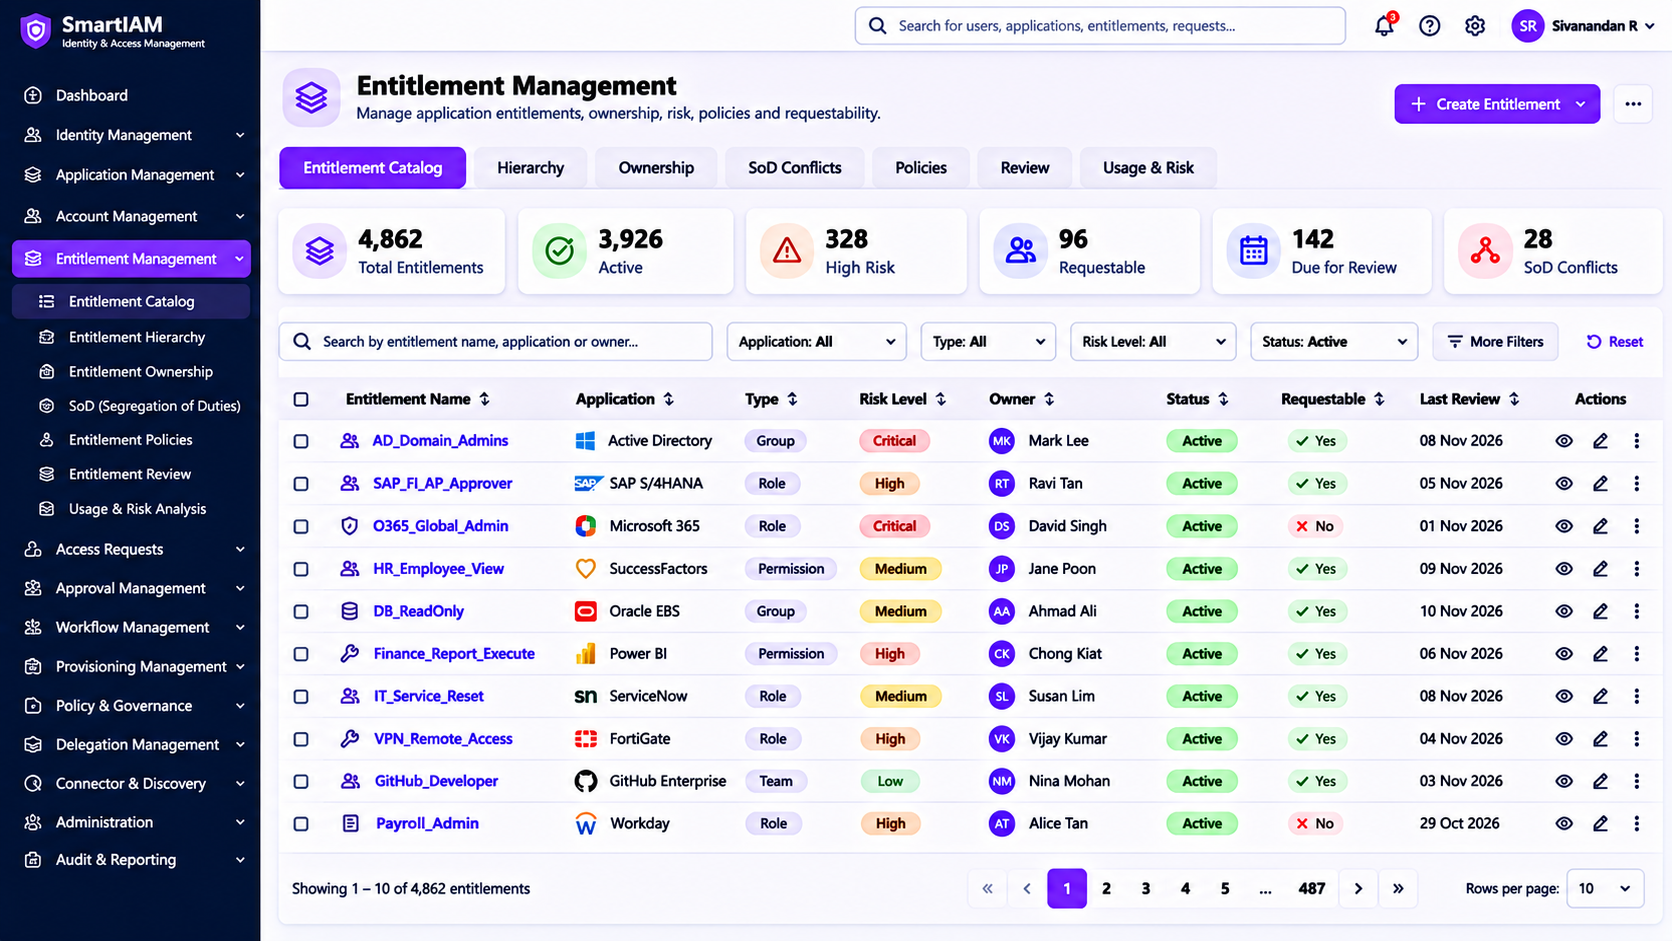 SmartIAM
Identity & Access Management
Search for users, applications, entitlements, requests...
3
SR Sivanandan R
Dashboard
Identity Management
Application Management
Account Management
Entitlement Management
Entitlement Catalog
Entitlement Hierarchy
Entitlement Ownership
SoD (Segregation of Duties)
Entitlement Policies
Entitlement Review
Usage & Risk Analysis
Access Requests
Approval Management
Workflow Management
Provisioning Management
Policy & Governance
Delegation Management
Connector & Discovery
Administration
Audit & Reporting
Entitlement Management
Manage application entitlements, ownership, risk, policies and requestability.
+ Create Entitlement
Entitlement Catalog Hierarchy Ownership SoD Conflicts Policies Review Usage & Risk
4,862
Total Entitlements
3,926
Active
328
High Risk
96
Requestable
142
Due for Review
28
SoD Conflicts
Search by entitlement name, application or owner... Application: All Type: All Risk Level: All Status: Active More Filters Reset
Entitlement Name Application Type Risk Level Owner Status Requestable Last Review Actions
AD_Domain_Admins Active Directory Group Critical MK Mark Lee Active Yes 08 Nov 2026
SAP_FI_AP_Approver SAP SAP S/4HANA Role High RT Ravi Tan Active Yes 05 Nov 2026
O365_Global_Admin Microsoft 365 Role Critical DS David Singh Active No 01 Nov 2026
HR_Employee_View SuccessFactors Permission Medium JP Jane Poon Active Yes 09 Nov 2026
DB_ReadOnly Oracle EBS Group Medium AA Ahmad Ali Active Yes 10 Nov 2026
Finance_Report_Execute Power BI Permission High CK Chong Kiat Active Yes 06 Nov 2026
IT_Service_Reset sn ServiceNow Role Medium SL Susan Lim Active Yes 08 Nov 2026
VPN_Remote_Access FortiGate Role High VK Vijay Kumar Active Yes 04 Nov 2026
GitHub_Developer GitHub Enterprise Team Low NM Nina Mohan Active Yes 03 Nov 2026
Payroll_Admin Workday Role High AT Alice Tan Active No 29 Oct 2026
Showing 1 – 10 of 4,862 entitlements « ‹ 1 2 3 4 5 ... 487 › » Rows per page: 10